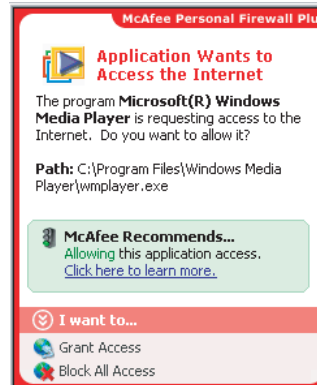 McAfee Personal Firewall Plu
Application Wants to
Access the Internet
The program Microsoft(R) Windows
Media Player is requesting access to the
Internet. Do you want to allow it?
Path: C:\Program Files\Windows Media
Player\wmplayer.exe
McAfee Recommends...
Allowing this application access.
Click here to learn more.
I want to...
Grant Access
Block All Access